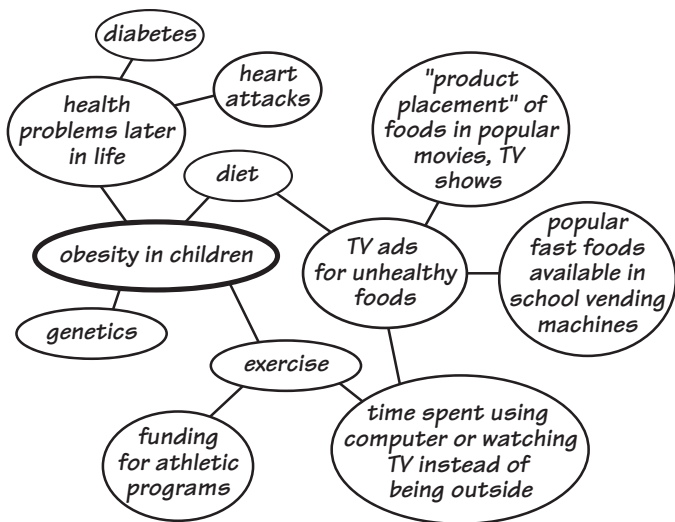 diabetes
heart
attacks
health
problems later
in life
"product
placement" of
foods in popular
movies, TV
shows
diet
obesity in children
TV ads
for unhealthy
foods
popular
fast foods
available in
school vending
machines
genetics
exercise
funding
for athletic
programs
time spent using
computer or watching
TV instead of
being outside